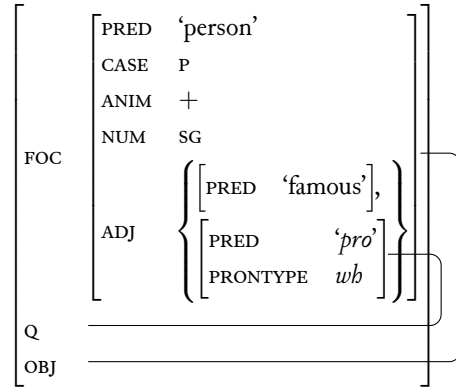 PRED ‘person’
CASE P
ANIM +
NUM SG
FOC
PRED ‘famous’ ,
ADJ
PRED ‘pro’
PRONTYPE wh
Q
OBJ